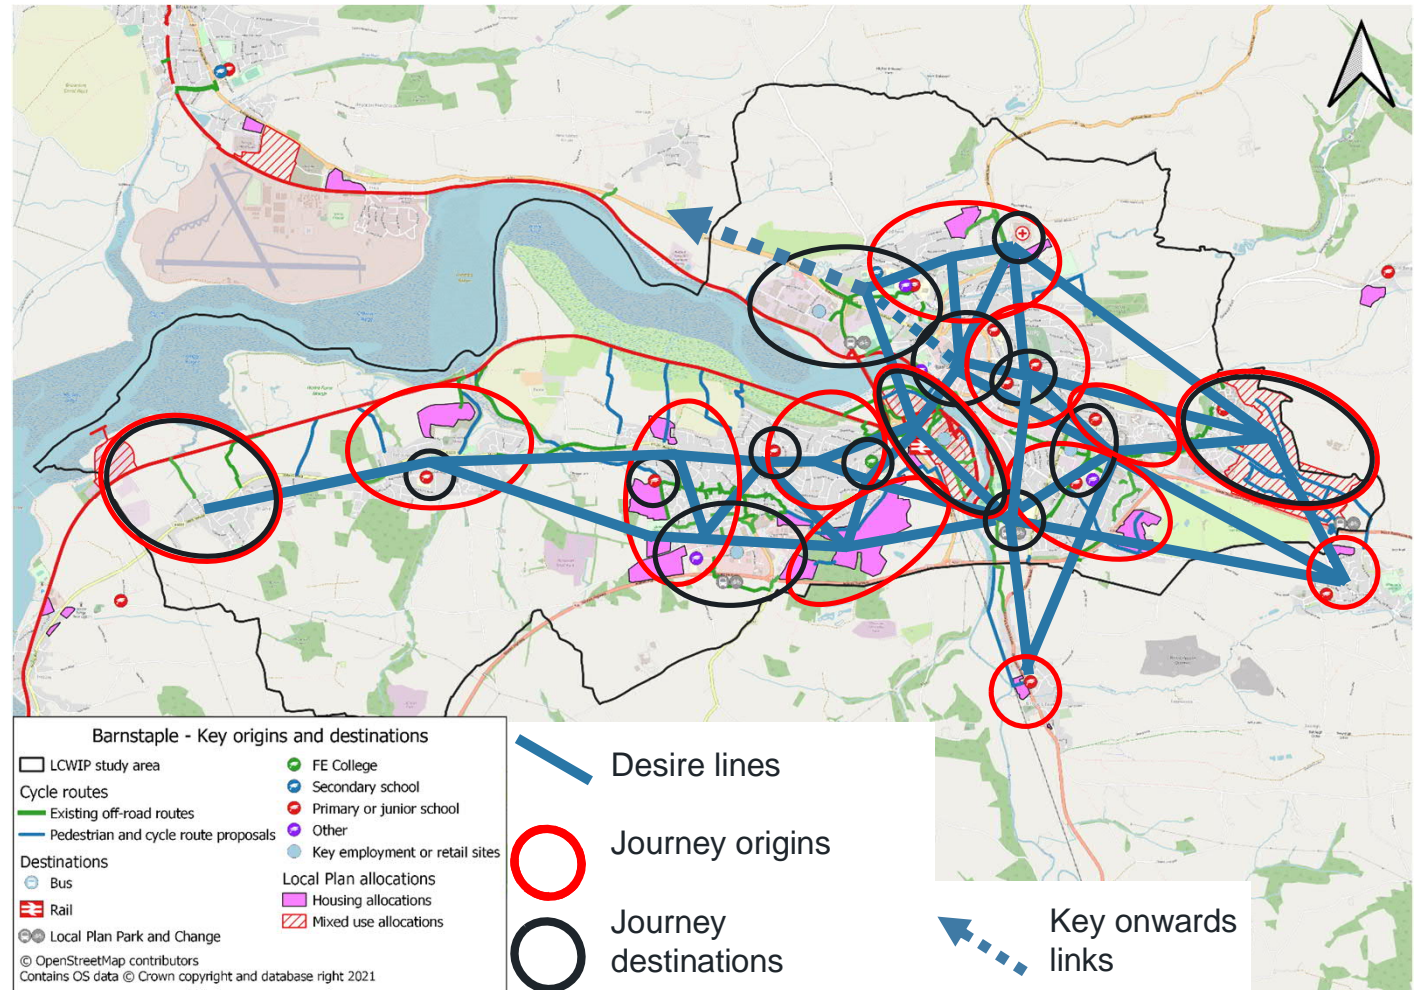 Barnstaple - Key origins and destinations
LCWIP study area
Cycle routes
Existing off-road routes
Pedestrian and cycle route proposals
Destinations
Bus
Rail
Local Plan Park and Change
FE College
Secondary school
Primary or junior school
Other
Key employment or retail sites
Local Plan allocations
Housing allocations
Mixed use allocations
© OpenStreetMap contributors
Contains OS data © Crown copyright and database right 2021
Desire lines
Journey origins
Journey
destinations
Key onwards
links